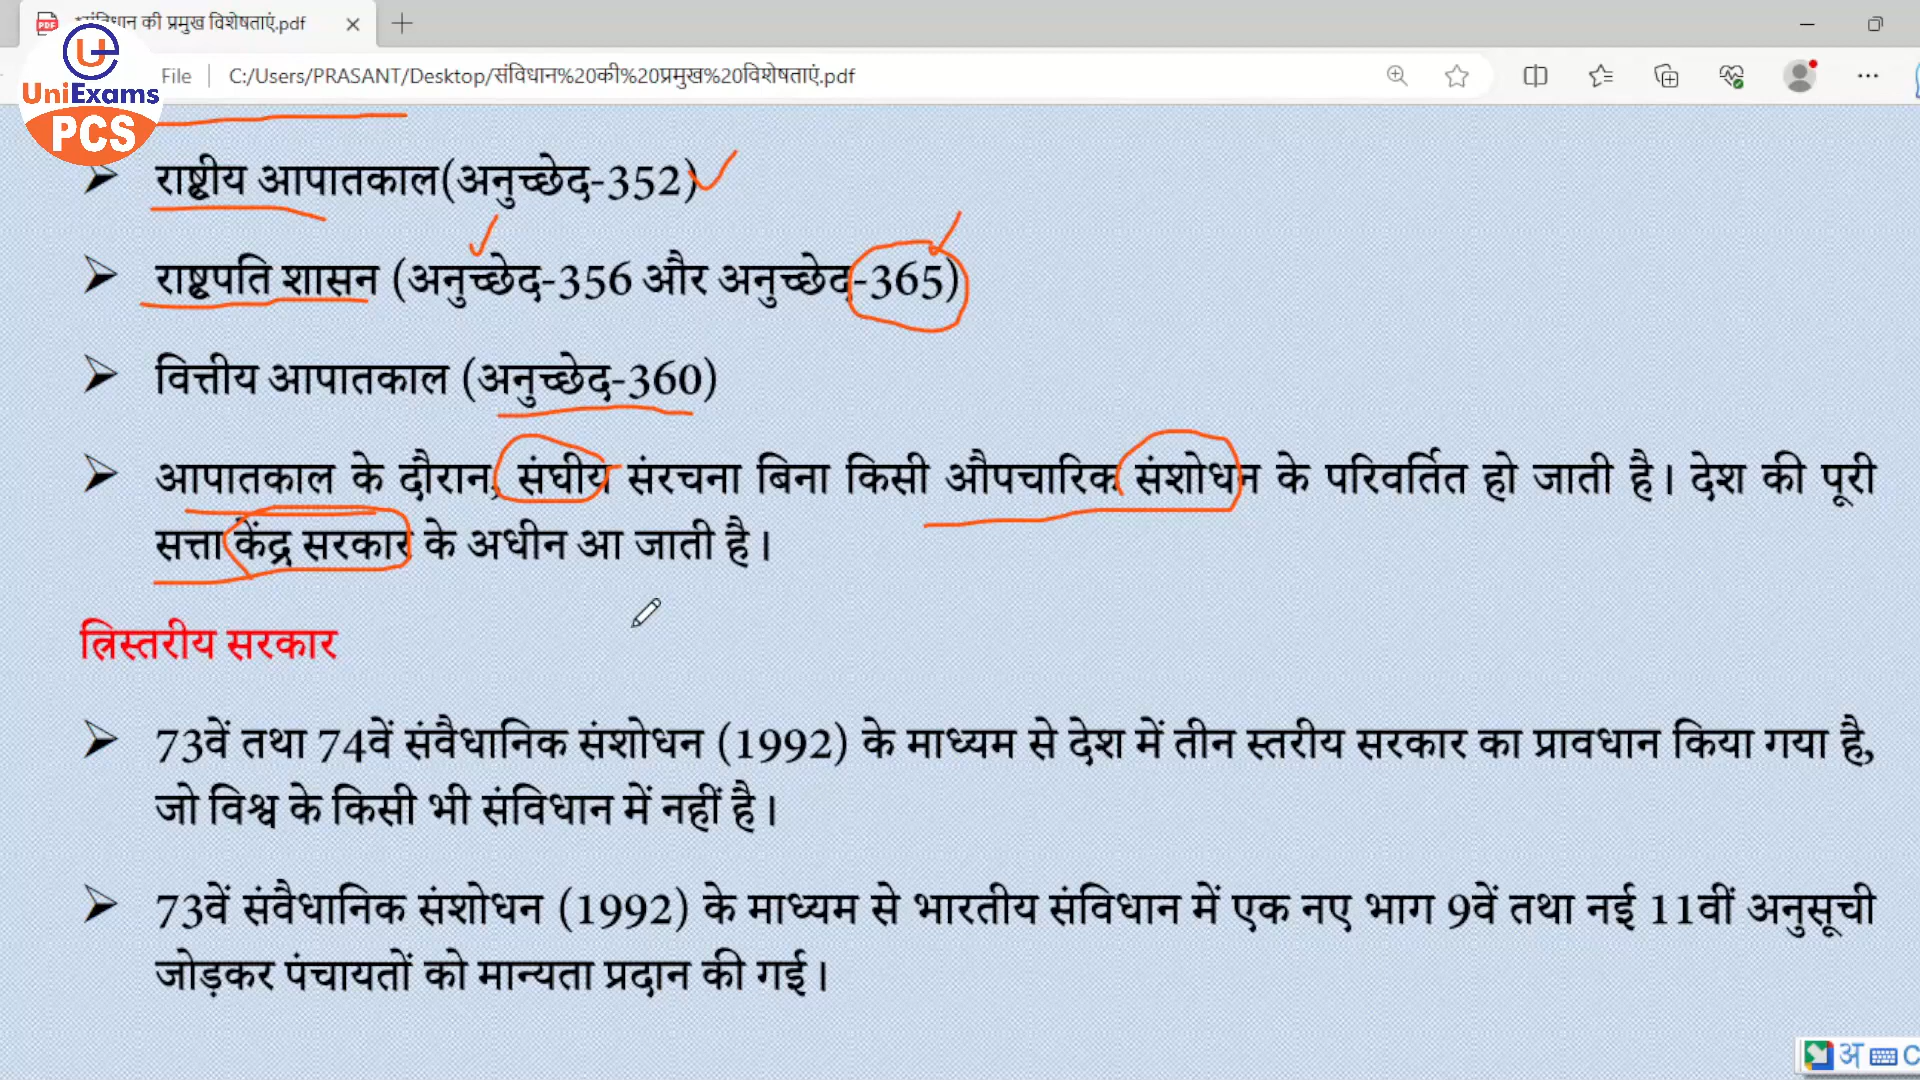 संविधान की प्रमुख विशेषताएं.pdf
UniExams
PCS
File
C:/Users/PRASANT/Desktop/संविधान%20की%20प्रमुख%20विशेषताएं.pdf
राष्ट्रीय आपातकाल(अनुच्छेद-352)
राष्ट्रपति शासन (अनुच्छेद-356 और अनुच्छेद-365)
वित्तीय आपातकाल (अनुच्छेद-360)
आपातकाल के दौरान, संघीय संरचना बिना किसी औपचारिक संशोधन के परिवर्तित हो जाती है। देश की पूरी
सत्ता केंद्र सरकार के अधीन आ जाती है।
त्रिस्तरीय सरकार
73वें तथा 74वें संवैधानिक संशोधन (1992) के माध्यम से देश में तीन स्तरीय सरकार का प्रावधान किया गया है,
जो विश्व के किसी भी संविधान में नहीं है।
73वें संवैधानिक संशोधन (1992) के माध्यम से भारतीय संविधान में एक नए भाग 9वें तथा नई 11वीं अनुसूची
जोड़कर पंचायतों को मान्यता प्रदान की गई।
अ